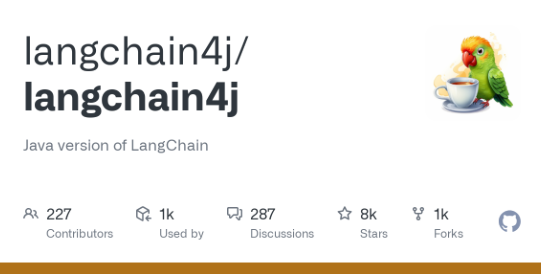 langchain4j/
langchain4j
Java version of LangChain
227
Contributors
1k
Used by
287
Discussions
8k
Stars
1k
Forks